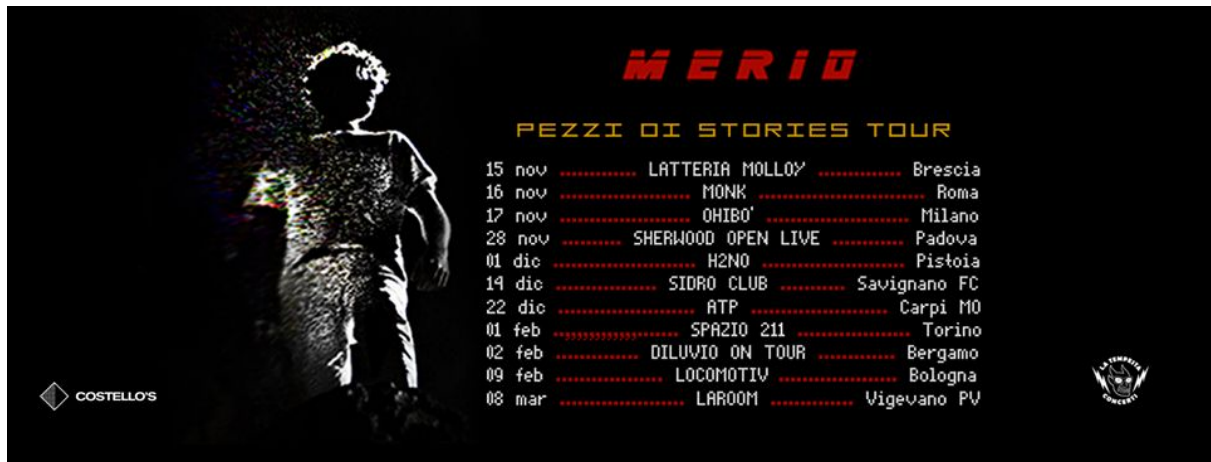 MERIO
PEZZI DI STORIES TOUR
15 nov ............. LATTERIA MOLLOY .............. Brescia
16 nov ....................... MONK .............................. Roma
17 nov ....................... OHIBO' ........................ Milano
28 nov .......... SHERWOOD OPEN LIVE ............ Padova
01 dic ........................ H2NO ........................ Pistoia
14 dic ................. SIDRO CLUB ........... Savignano FC
22 dic ....................... ATP ....................... Carpi MO
01 feb ..................... SPAZIO 211 ................ Torino
02 feb .............. DILUVIO ON TOUR ............. Bergamo
09 feb .................. LOCOMOTIV .................... Bologna
08 mar ..................... LAROOM .............. Vigevano PV
COSTELLO'S
LA TEMPESTA
CONCERTI